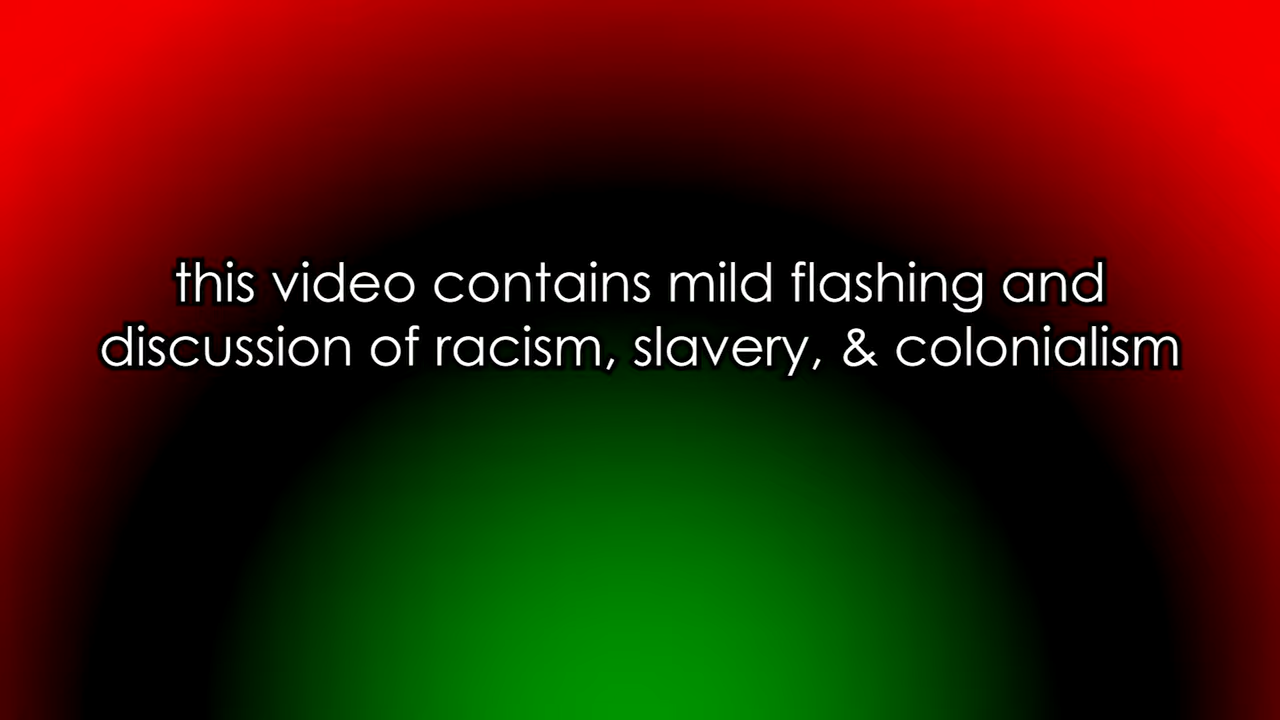 this video contains mild flashing and
discussion of racism, slavery, & colonialism